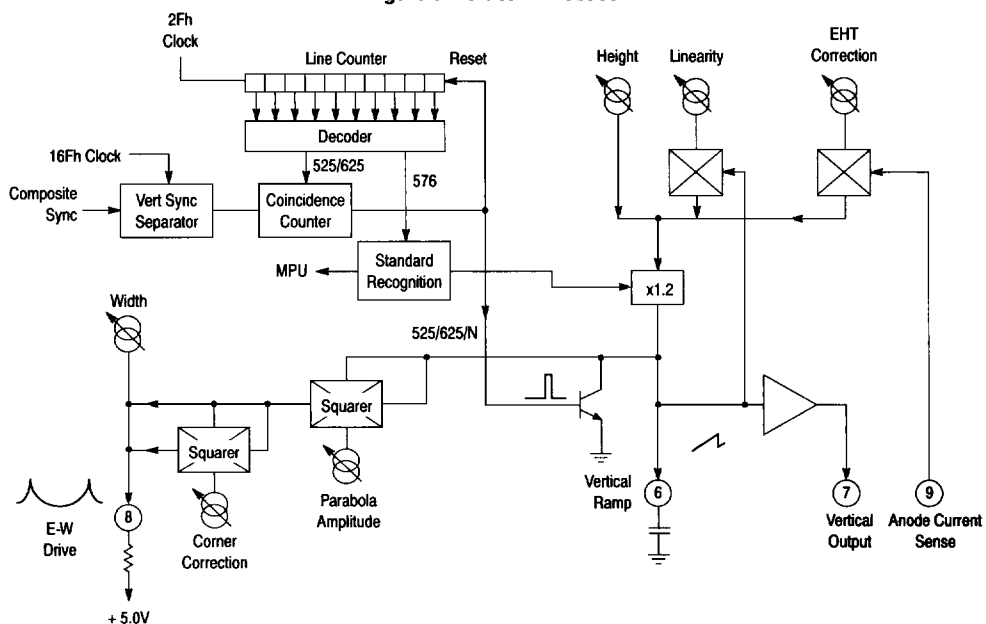 2Fh
Clock
Line Counter
Reset
Height
Linearity
EHT
Correction
Decoder
16Fh Clock
525/625
576
Composite
Sync
Vert Sync
Separator
Coincidence
Counter
MPU
Standard
Recognition
x1.2
Width
525/625/N
Squarer
Squarer
Parabola
Amplitude
Corner
Correction
E-W
Drive
8
+ 5.0V
Vertical
Ramp
6
7
Vertical
Output
9
Anode Current
Sense